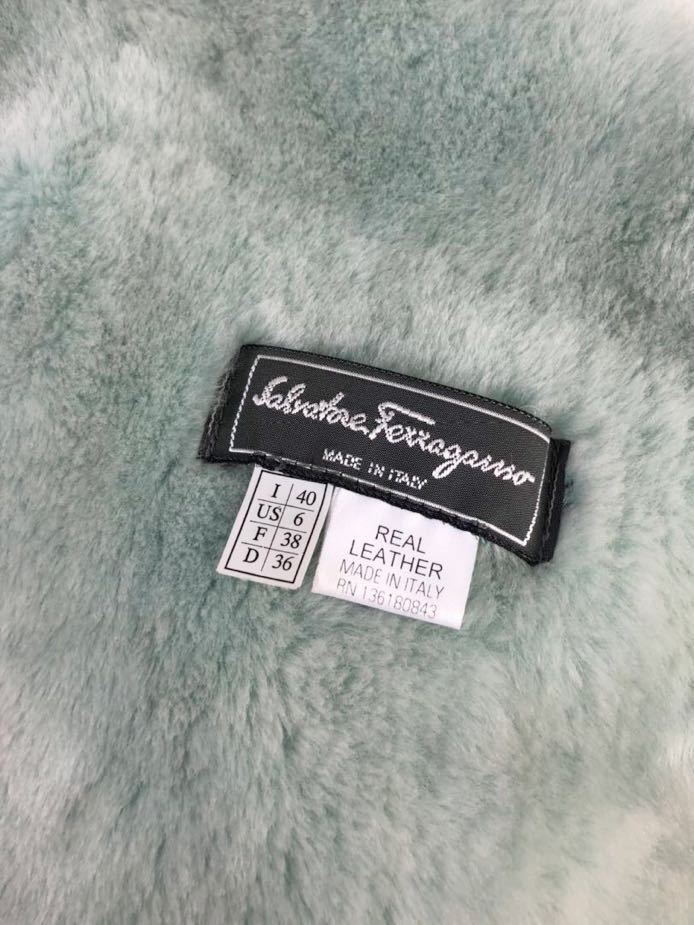 Salvatore Ferragamo
MADE IN ITALY
I 40
US 6
F 38
D 36
REAL
LEATHER
MADE IN ITALY
RN 136180843